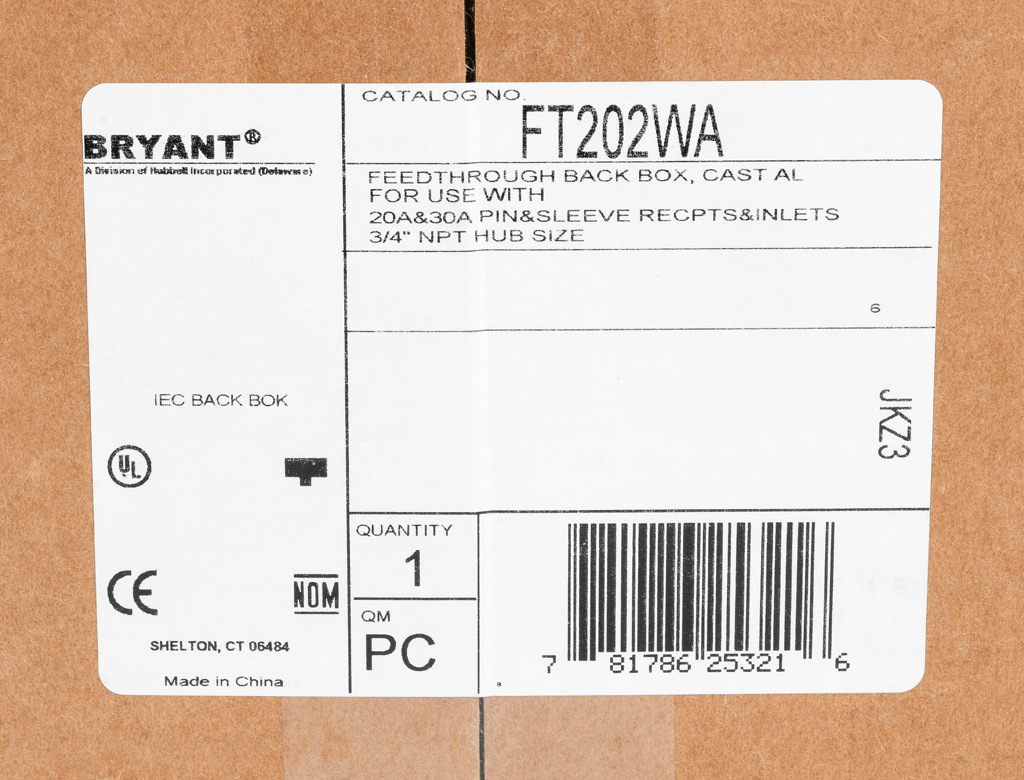 BRYANT®
A Division of Hubbell Incorporated (Delaware)
CATALOG NO.
FT202WA
FEEDTHROUGH BACK BOX, CAST AL
FOR USE WITH
20A&30A PIN&SLEEVE RECPTS&INLETS
3/4" NPT HUB SIZE
6
JKZ3
IEC BACK BOK
UL
CE
NOM
SHELTON, CT 06484
Made in China
QUANTITY
1
QM
PC
7 81786 25321 6